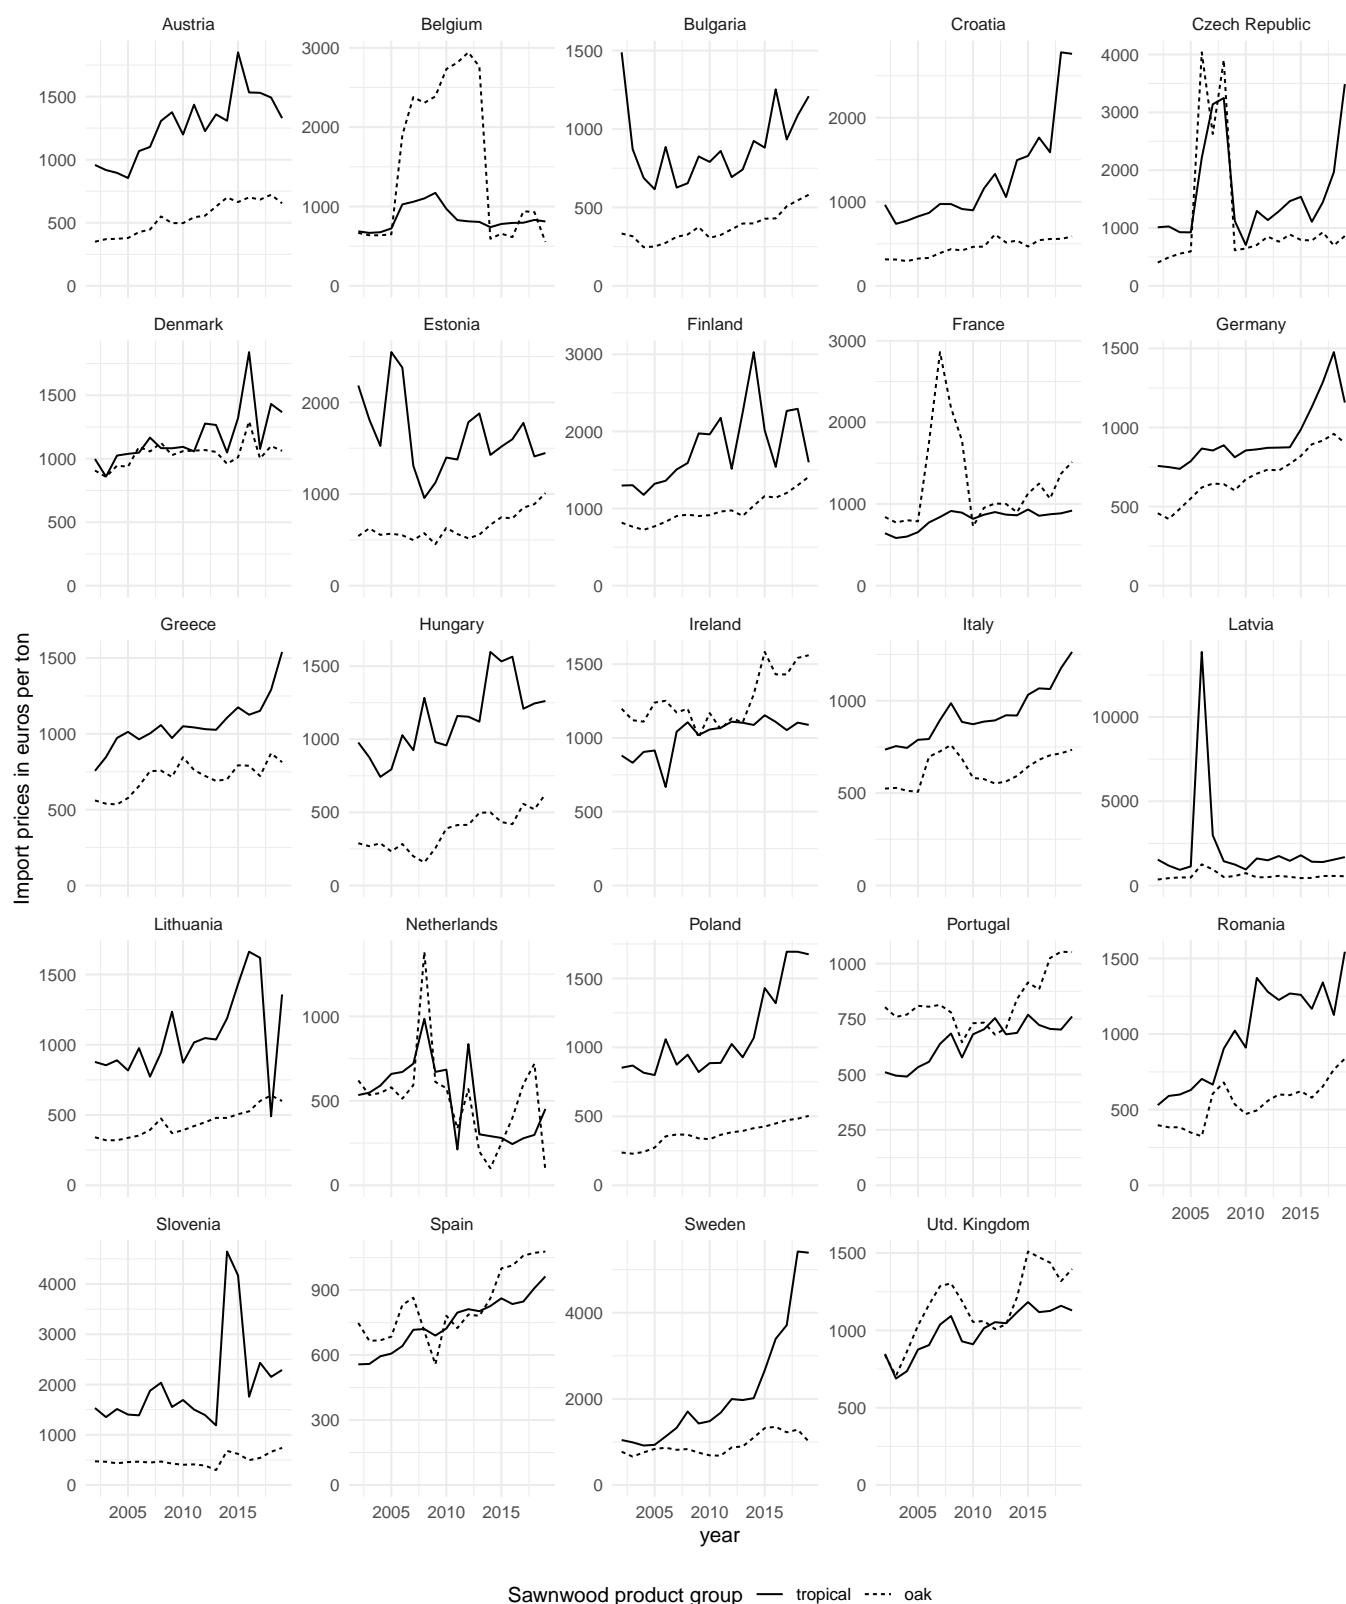 Austria
Belgium
Bulgaria
Croatia
Czech Republic
0
500
1000
1500
0
1000
2000
3000
0
500
1000
1500
0
1000
2000
0
1000
2000
3000
4000
Denmark
Estonia
Finland
France
Germany
0
500
1000
1500
0
1000
2000
0
1000
2000
3000
0
1000
2000
3000
0
500
1000
1500
Greece
Hungary
Ireland
Italy
Latvia
0
500
1000
1500
0
500
1000
1500
0
500
1000
1500
0
500
1000
0
5000
10000
Lithuania
Netherlands
Poland
Portugal
Romania
0
500
1000
1500
0
500
1000
0
500
1000
1500
0
250
500
750
1000
0
500
1000
1500
2005 2010 2015
Slovenia
Spain
Sweden
Utd. Kingdom
0
1000
2000
3000
4000
0
300
600
900
0
2000
4000
0
500
1000
1500
2005 2010 2015
2005 2010 2015
2005 2010 2015
2005 2010 2015
year
Import prices in euros per ton
Sawnwood product group tropical oak